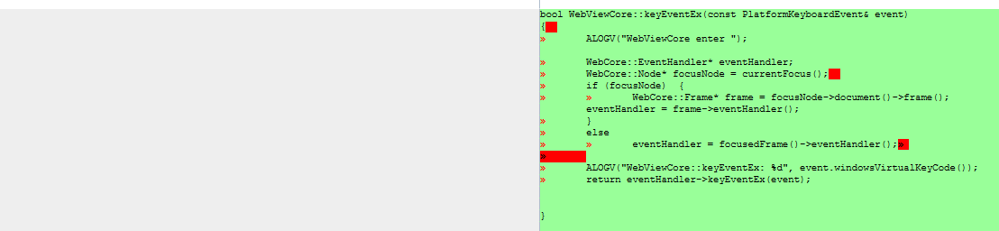 bool WebViewCore::keyEventEx(const PlatformKeyboardEvent& event)
{
» ALOGV("WebViewCore enter ");
» WebCore::EventHandler* eventHandler;
» WebCore::Node* focusNode = currentFocus();
» if (focusNode)  {
» » WebCore::Frame* frame = focusNode->document()->frame();
eventHandler = frame->eventHandler();
» }
» else
» » eventHandler = focusedFrame()->eventHandler();»
»
» ALOGV("WebViewCore::keyEventEx: %d", event.windowsVirtualKeyCode());
» return eventHandler->keyEventEx(event);
}